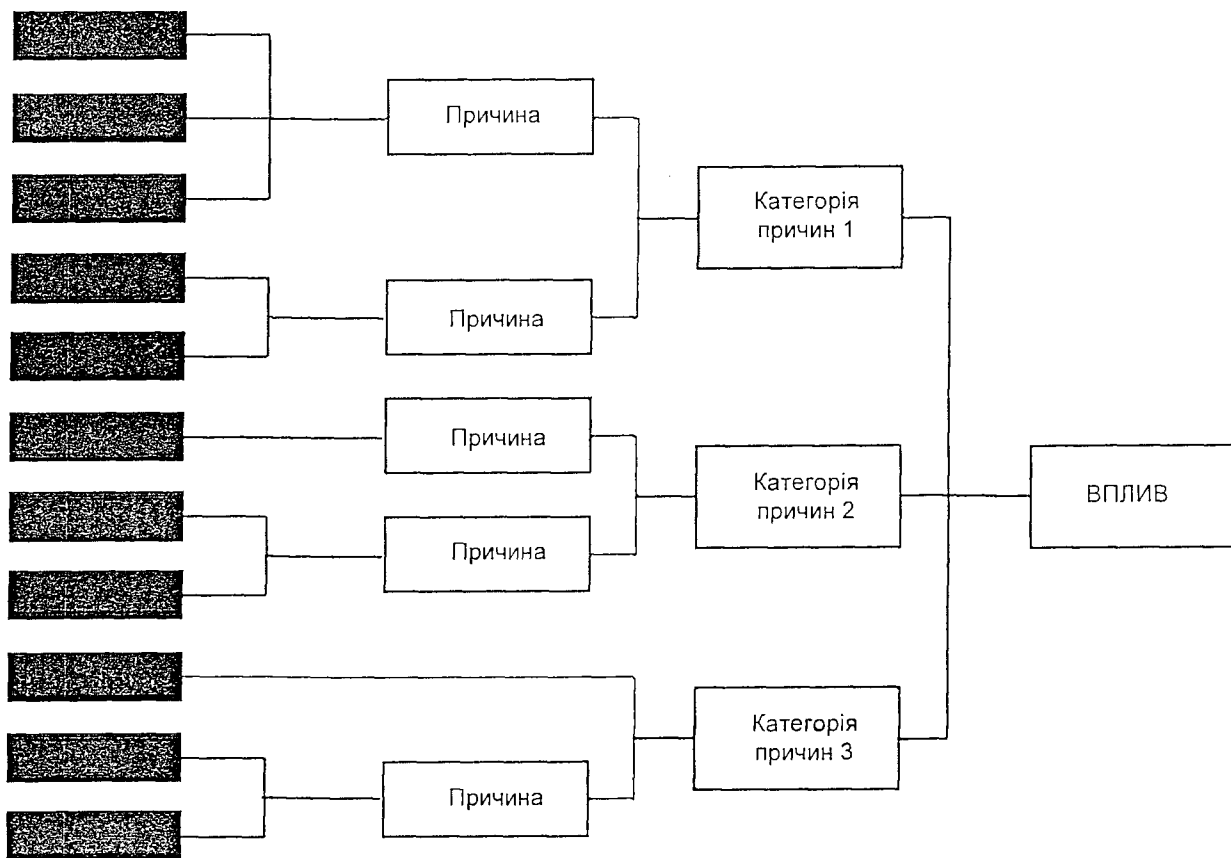 Причина
Категорія
причин 1
Причина
Причина
Категорія
причин 2
ВПЛИВ
Причина
Категорія
причин 3
Причина